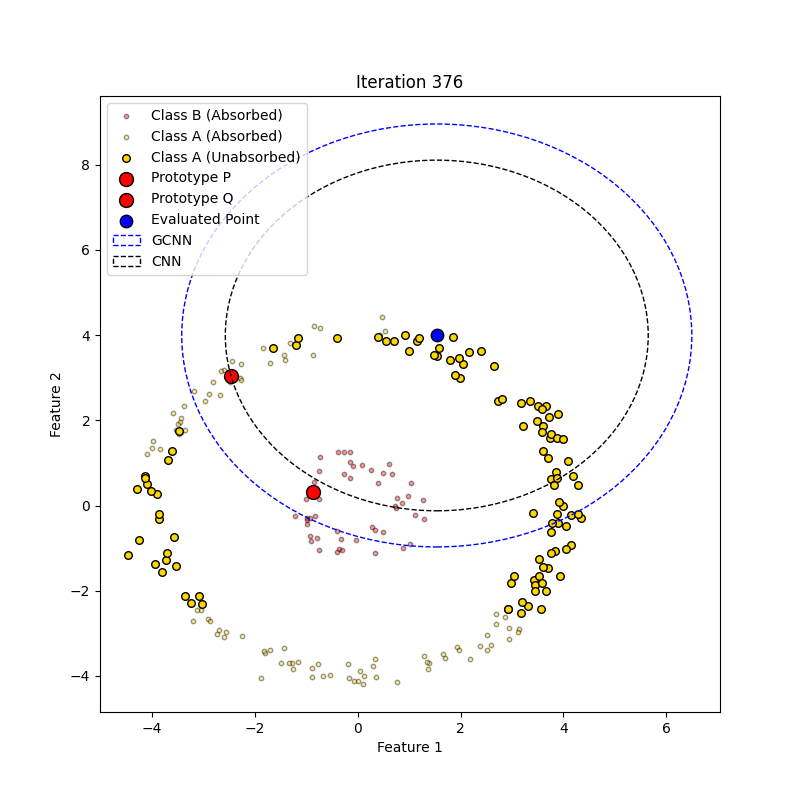 Iteration 376
Class B (Absorbed)
Class A (Absorbed)
Class A (Unabsorbed)
Prototype P
Prototype Q
Evaluated Point
GCNN
CNN
8
6
4
2
0
−2
−4
Feature 2
−4 −2 0 2 4 6
Feature 1